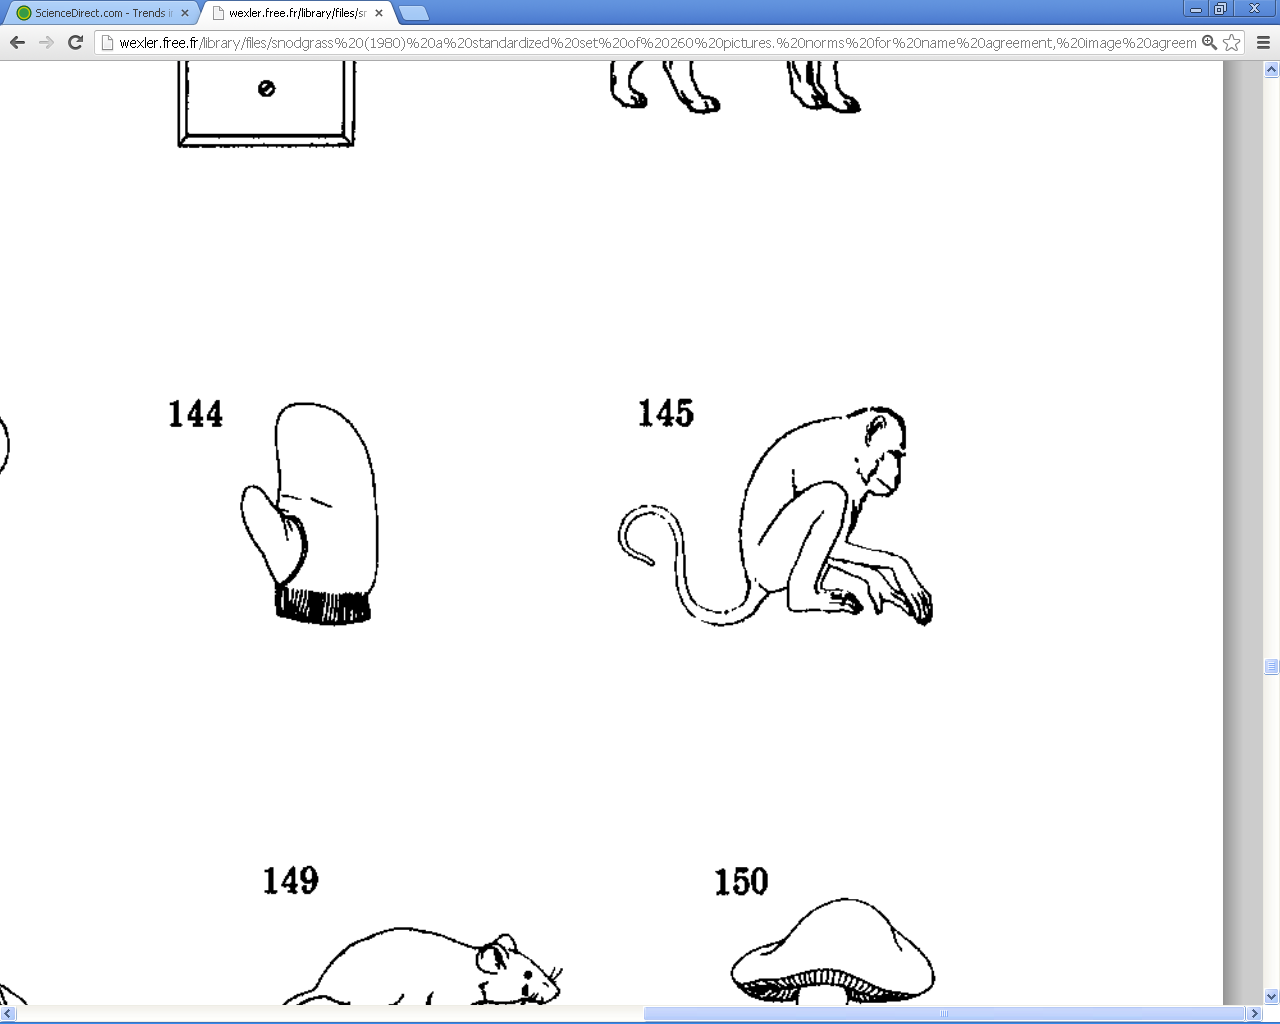 ScienceDirect.com - Trends i
wexler.free.fr/library/files/s
wexler.free.fr/library/files/snodgrass%20(1980)%20a%20standardized%20set%20of%20260%20pictures.%20norms%20for%20name%20agreement,%20image%20agreem
144
145
149
150